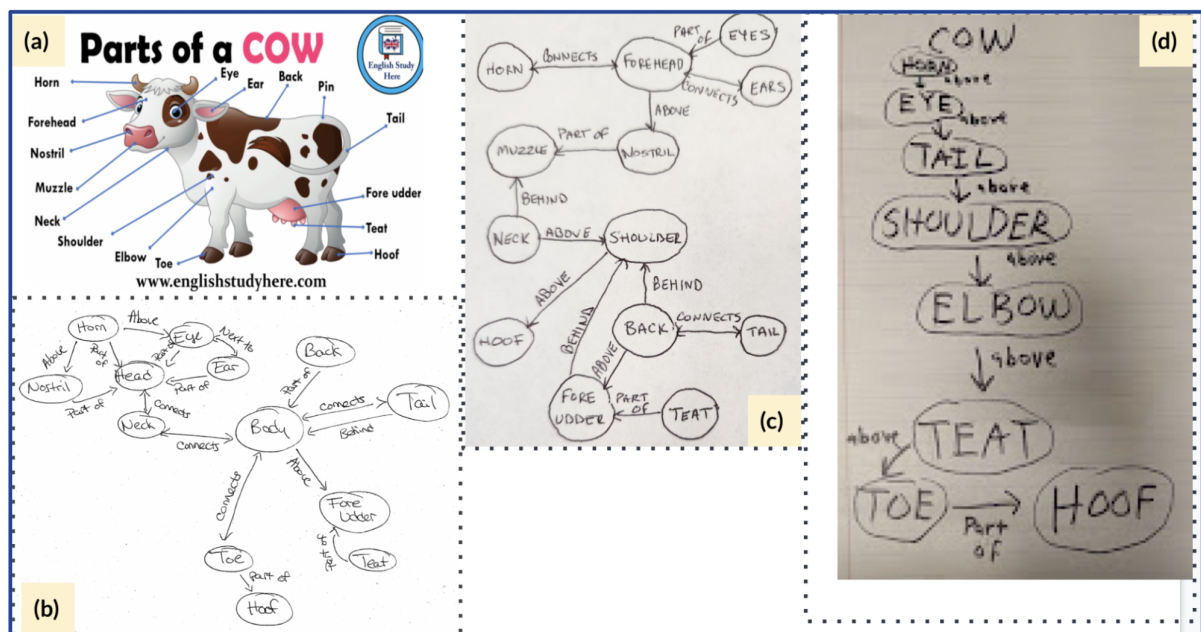 (a)
Parts of a COW
English Study
Here
Horn
Eye
Ear
Back
Pin
Tail
Forehead
Nostril
Muzzle
Neck
Shoulder
Elbow
Toe
Fore udder
Teat
Hoof
www.englishstudyhere.com
(b)
Horn
Above
Eye
Next to
Ear
Above
Part of
Part of
Part of
Nostril
Part of
Head
Connects
Neck
Connects
Back
Part of
Body
Connects
Tail
Behind
Above
Fore
Udder
Teat
Connects
Toe
Part of
Hoof
(c)
HORN
CONNECTS
FOREHEAD
PART OF
EYES
CONNECTS
EARS
ABOVE
MUZZLE
PART OF
NOSTRIL
BEHIND
NECK
ABOVE
SHOULDER
ABOVE
HOOF
BEHIND
BEHIND
BACK
CONNECTS
TAIL
ABOVE
FORE
UDDER
PART
OF
TEAT
(d)
COW
HORN
above
EYE
above
TAIL
above
SHOULDER
above
ELBOW
above
TEAT
above
TOE
Part
of
HOOF